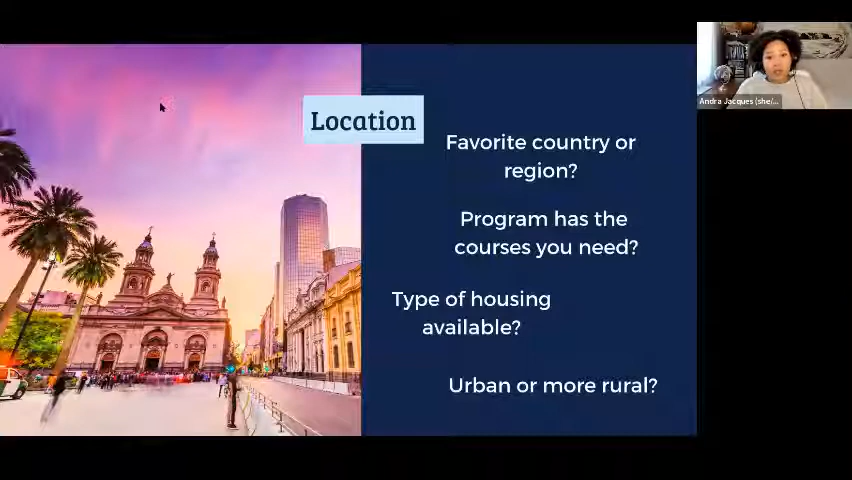 Location
Favorite country or
region?
Program has the
courses you need?
Type of housing
available?
Urban or more rural?
Andra Jacques (she/...